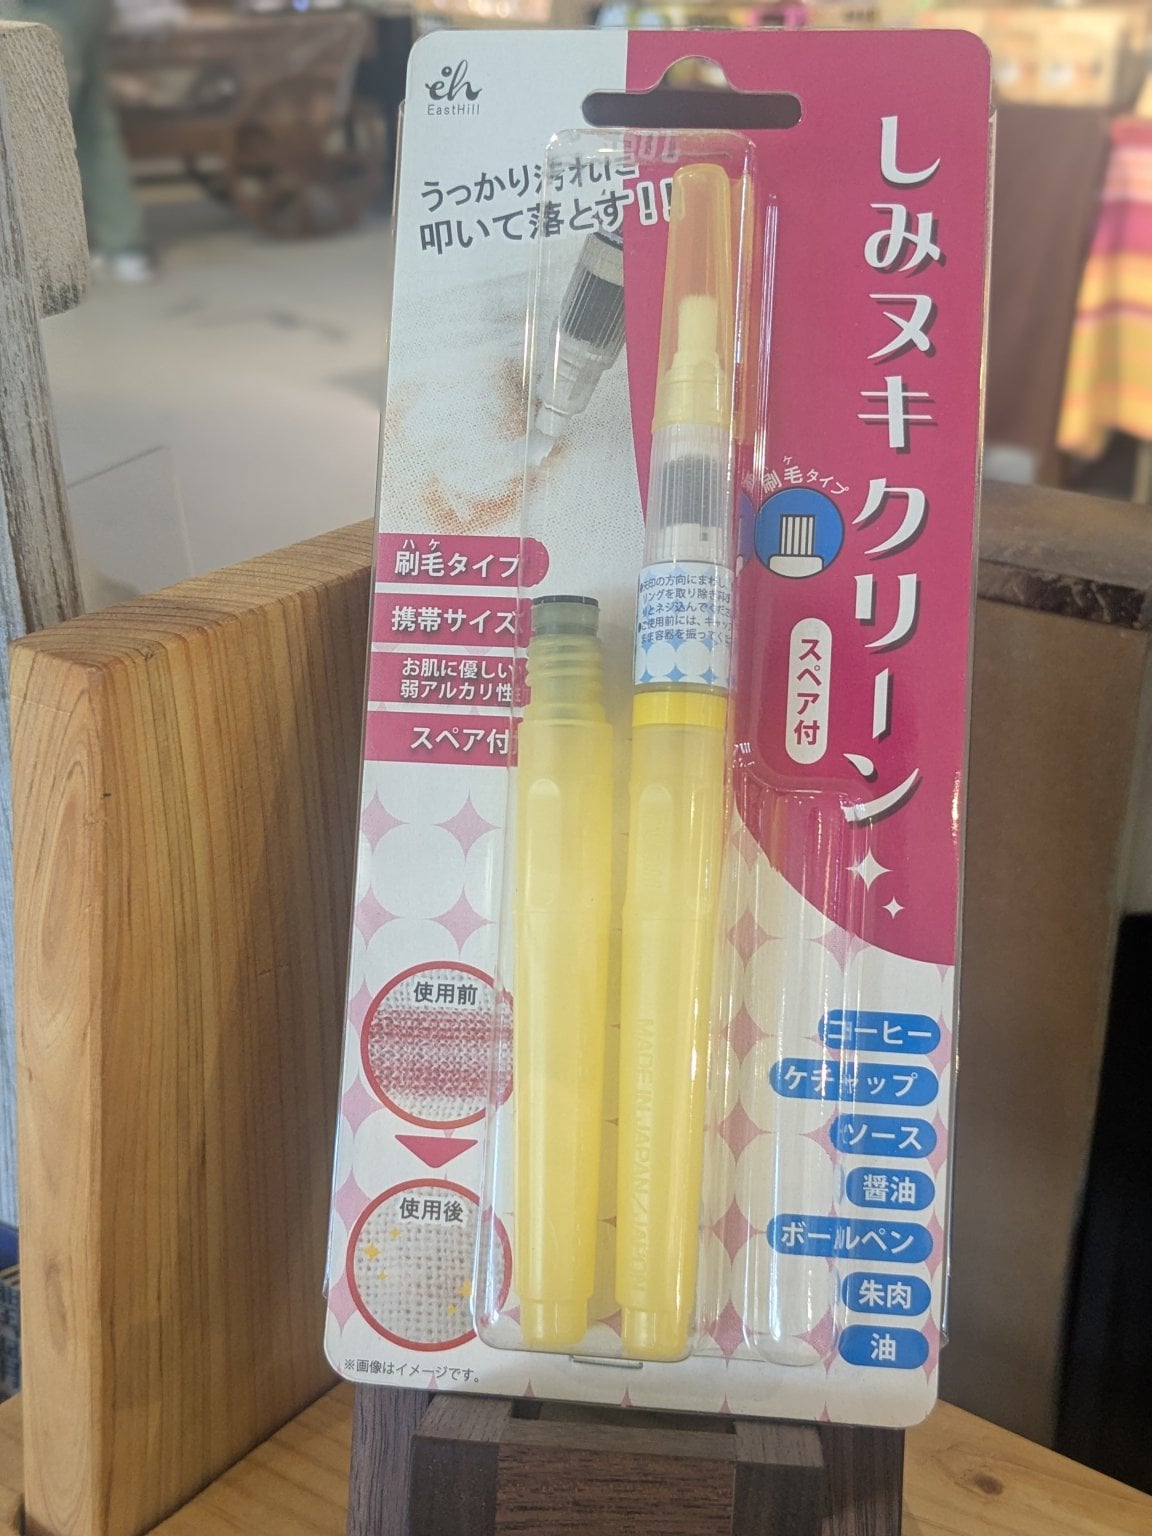 eh
EastHill
うっかり汚れに
叩いて落とす!!
しみヌキクリーン
ハケ
刷毛タイプ
携帯サイズ
お肌に優しい
弱アルカリ性
スペア付
刷毛タイプ
スペア付
使用前
使用後
コーヒー
ケチャップ
ソース
醤油
ボールペン
朱肉
油
※画像はイメージです。